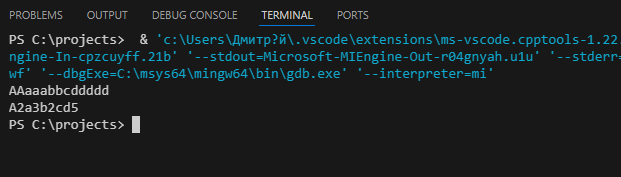 PROBLEMS OUTPUT DEBUG CONSOLE TERMINAL PORTS
PS C:\projects>  & 'c:\Users\Дмитр?й\.vscode\extensions\ms-vscode.cpptools-1.22
ngine-In-cpzcuyff.21b' '--stdout=Microsoft-MIEngine-Out-r04gnyah.u1u' '--stderr=
wf' '--dbgExe=C:\msys64\mingw64\bin\gdb.exe' '--interpreter=mi'
AAaaabbcddddd
A2a3b2cd5
PS C:\projects>